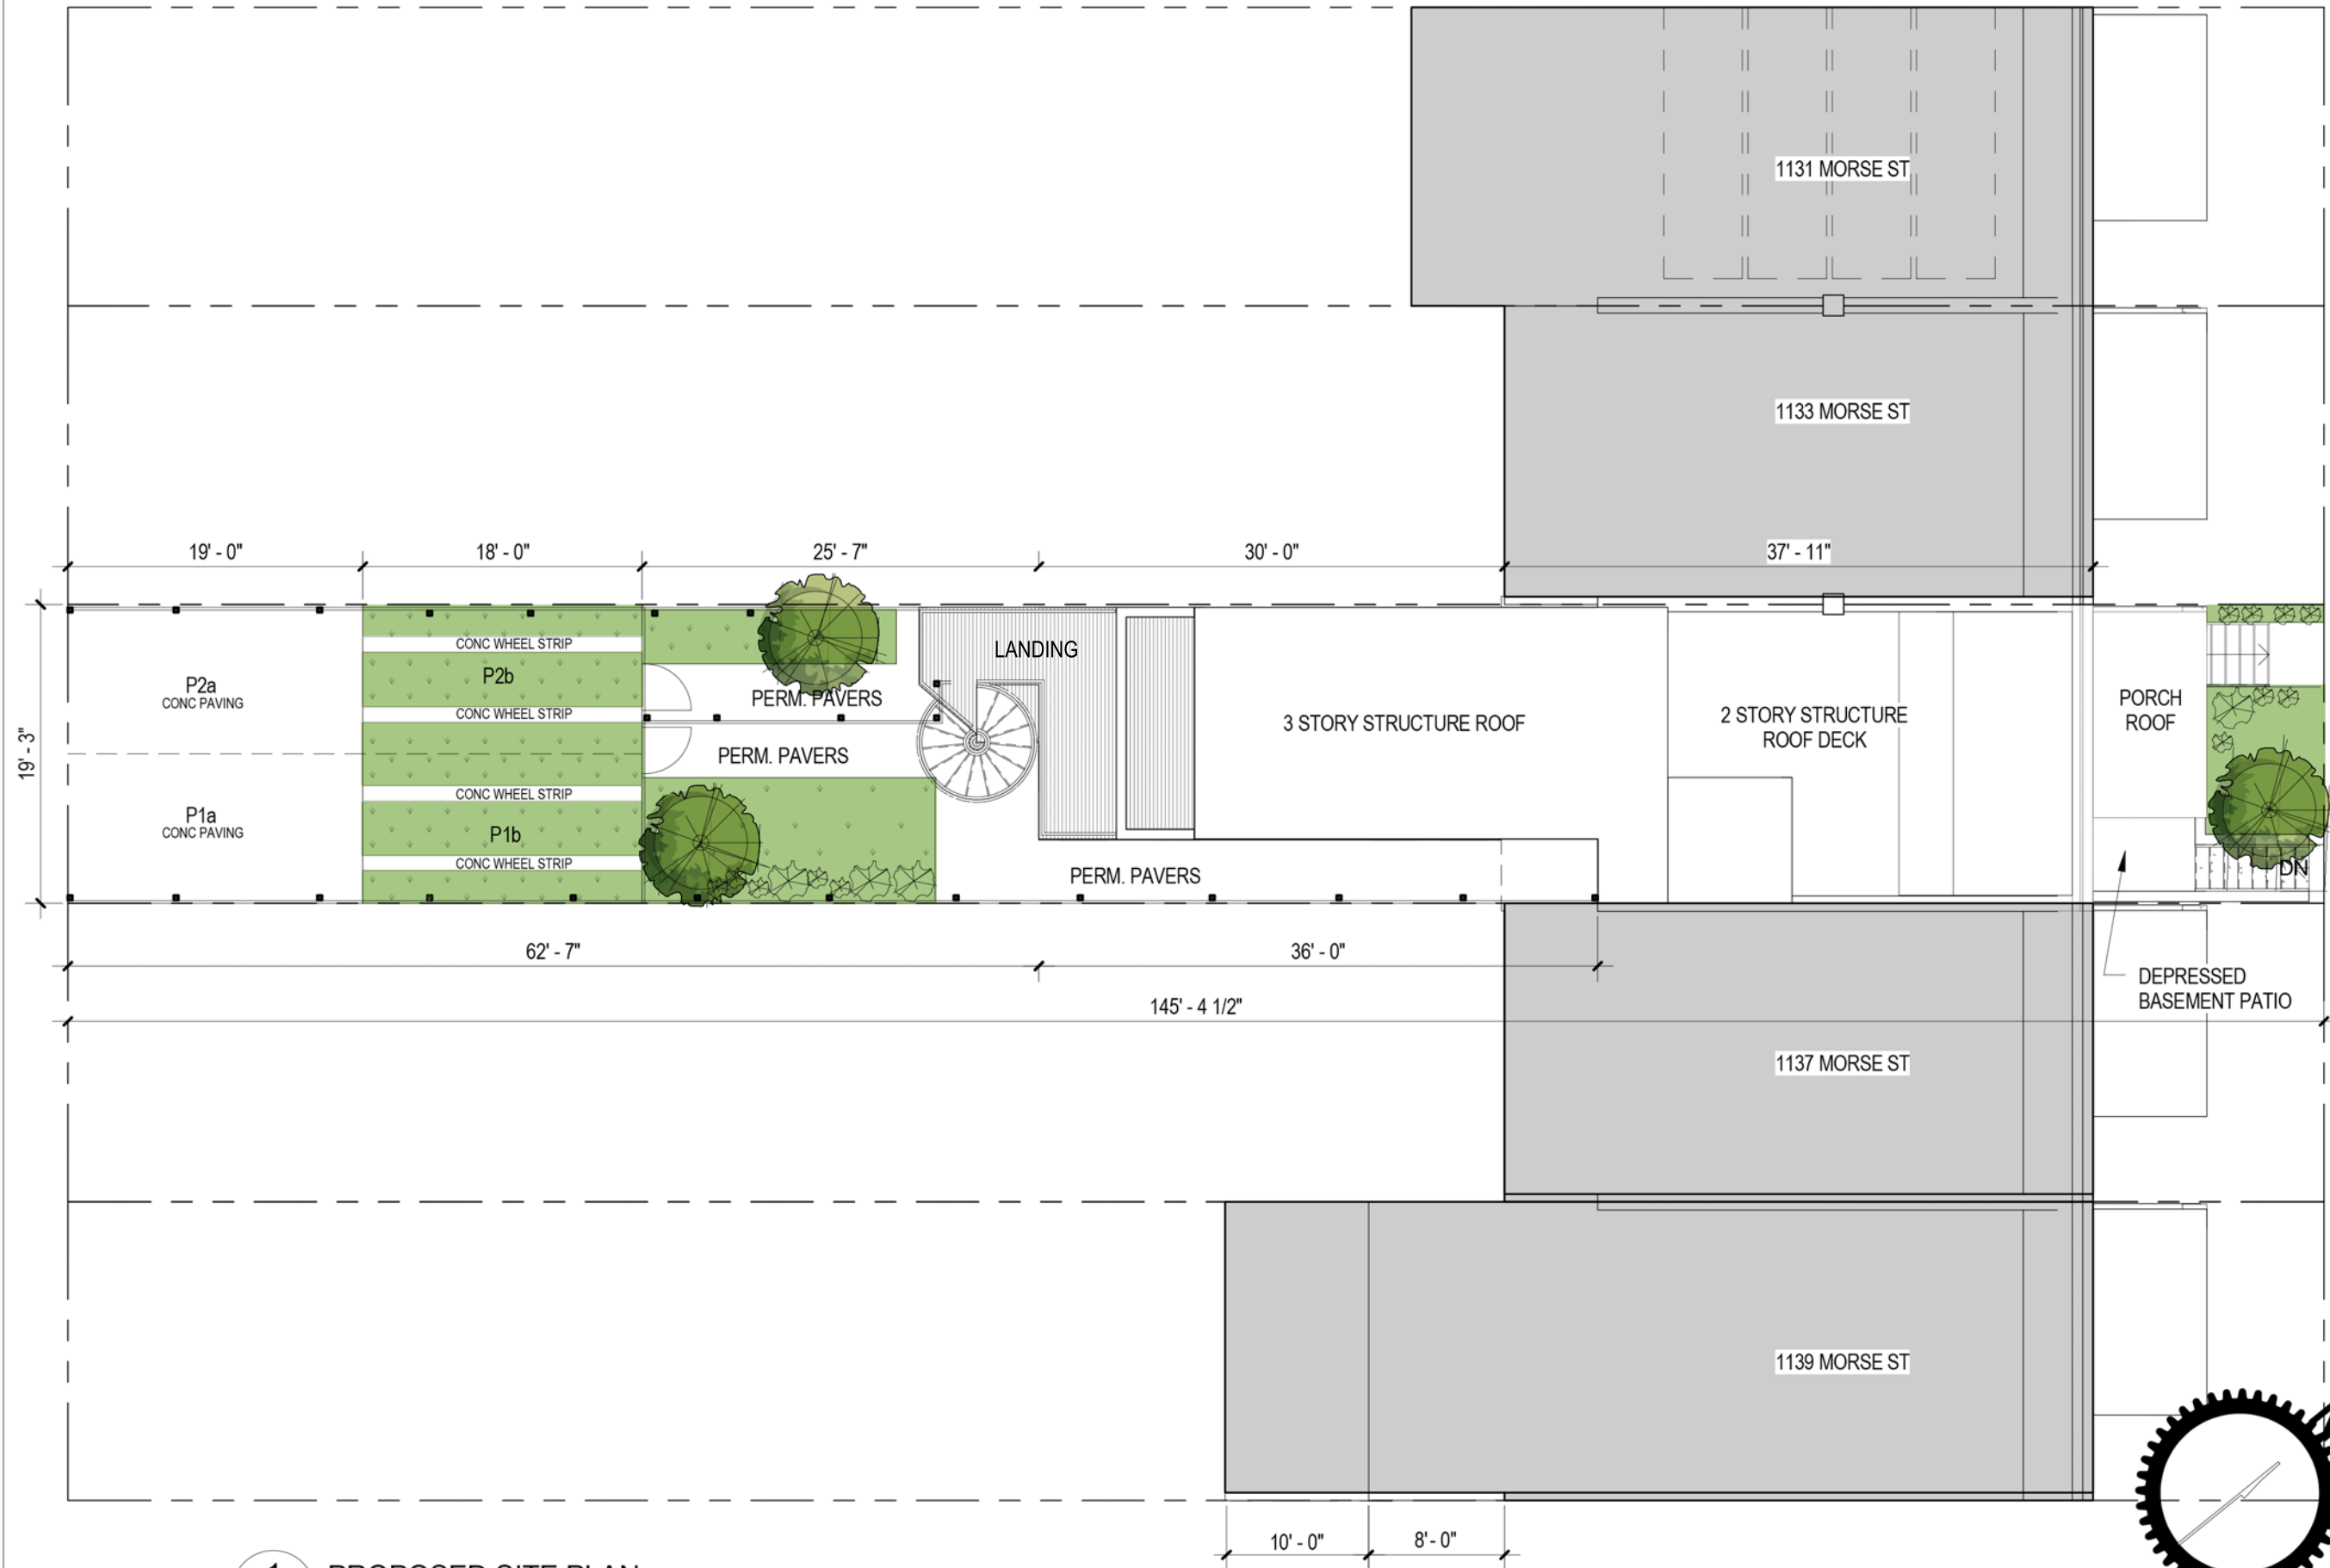 1131 MORSE ST
1133 MORSE ST
19' - 0"
18' - 0"
25' - 7"
30' - 0"
37' - 11"
19' - 3"
P2a
CONC PAVING
P1a
CONC PAVING
CONC WHEEL STRIP
P2b
CONC WHEEL STRIP
CONC WHEEL STRIP
P1b
CONC WHEEL STRIP
PERM. PAVERS
PERM. PAVERS
LANDING
PERM. PAVERS
3 STORY STRUCTURE ROOF
2 STORY STRUCTURE
ROOF DECK
PORCH
ROOF
DN
62' - 7"
36' - 0"
145' - 4 1/2"
DEPRESSED
BASEMENT PATIO
1137 MORSE ST
1139 MORSE ST
10' - 0"
8' - 0"
1
PROPOSED SITE PLAN